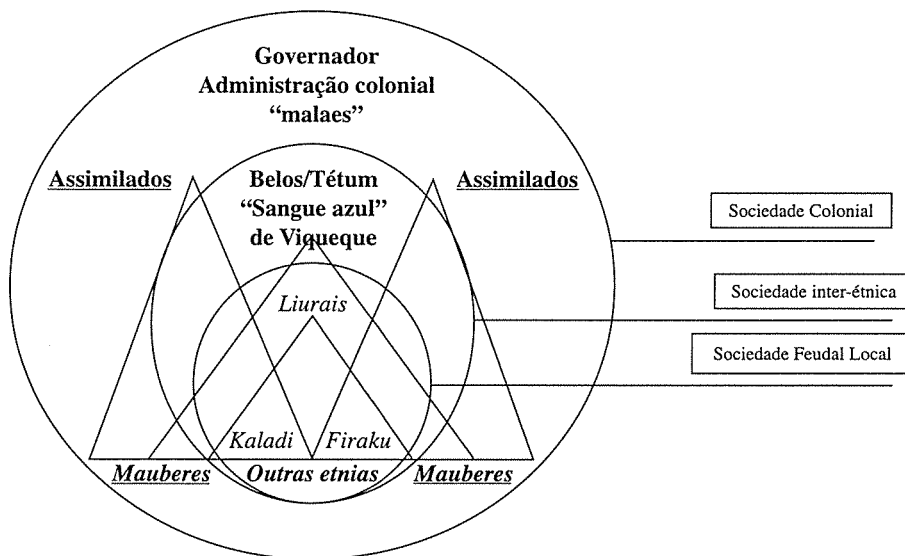 Governador
Administração colonial
“malaes”
Assimilados
Belos/Tétum
Assimilados
“Sangue azul”
de Viqueque
Sociedade Colonial
Sociedade inter-étnica
Liurais
Sociedade Feudal Local
Kaladi
Firaku
Mauberes
Outras etnias
Mauberes